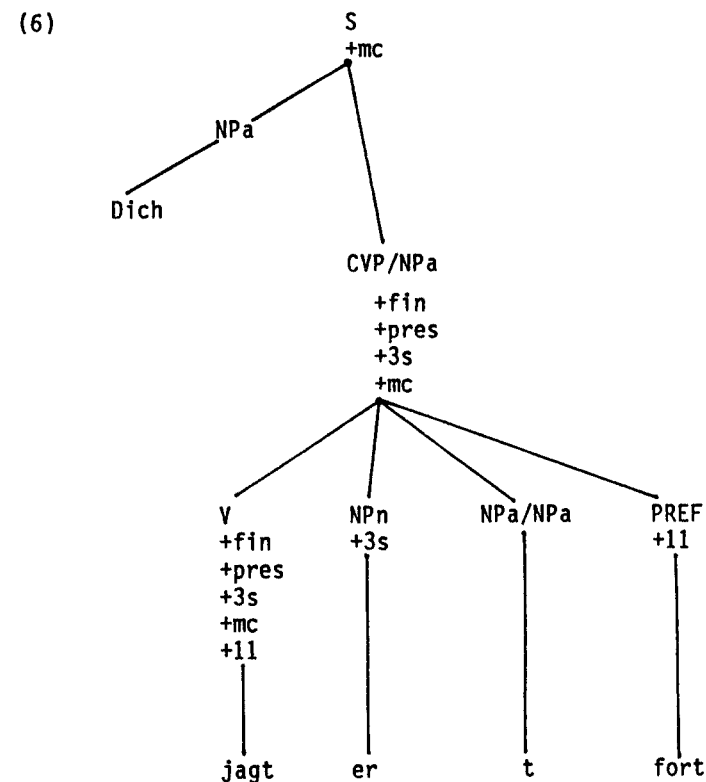 (6)
S
+mc
NPa
Dich
CVP/NPa
+fin
+pres
+3s
+mc
V NPn NPa/NPa PREF
+fin +3s +11
+pres
+3s
+mc
+11
jagt er t fort